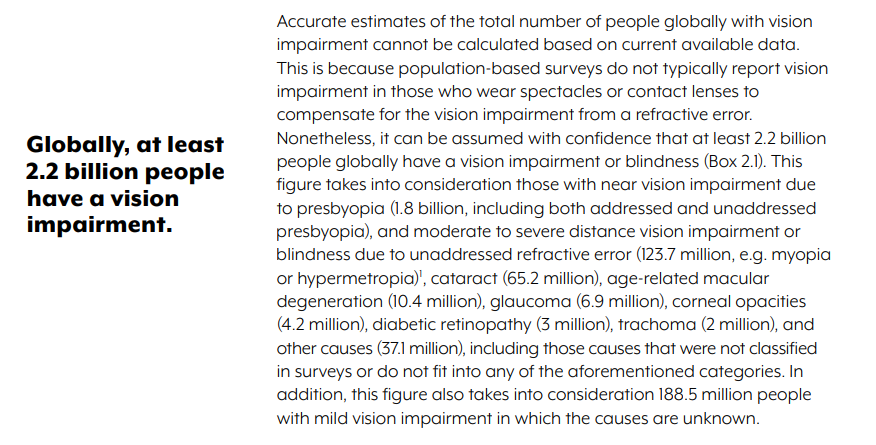 Globally, at least
2.2 billion people
have a vision
impairment.
Accurate estimates of the total number of people globally with vision
impairment cannot be calculated based on current available data.
This is because population-based surveys do not typically report vision
impairment in those who wear spectacles or contact lenses to
compensate for the vision impairment from a refractive error.
Nonetheless, it can be assumed with confidence that at least 2.2 billion
people globally have a vision impairment or blindness (Box 2.1). This
figure takes into consideration those with near vision impairment due
to presbyopia (1.8 billion, including both addressed and unaddressed
presbyopia), and moderate to severe distance vision impairment or
blindness due to unaddressed refractive error (123.7 million, e.g. myopia
or hypermetropia)¹, cataract (65.2 million), age-related macular
degeneration (10.4 million), glaucoma (6.9 million), corneal opacities
(4.2 million), diabetic retinopathy (3 million), trachoma (2 million), and
other causes (37.1 million), including those causes that were not classified
in surveys or do not fit into any of the aforementioned categories. In
addition, this figure also takes into consideration 188.5 million people
with mild vision impairment in which the causes are unknown.